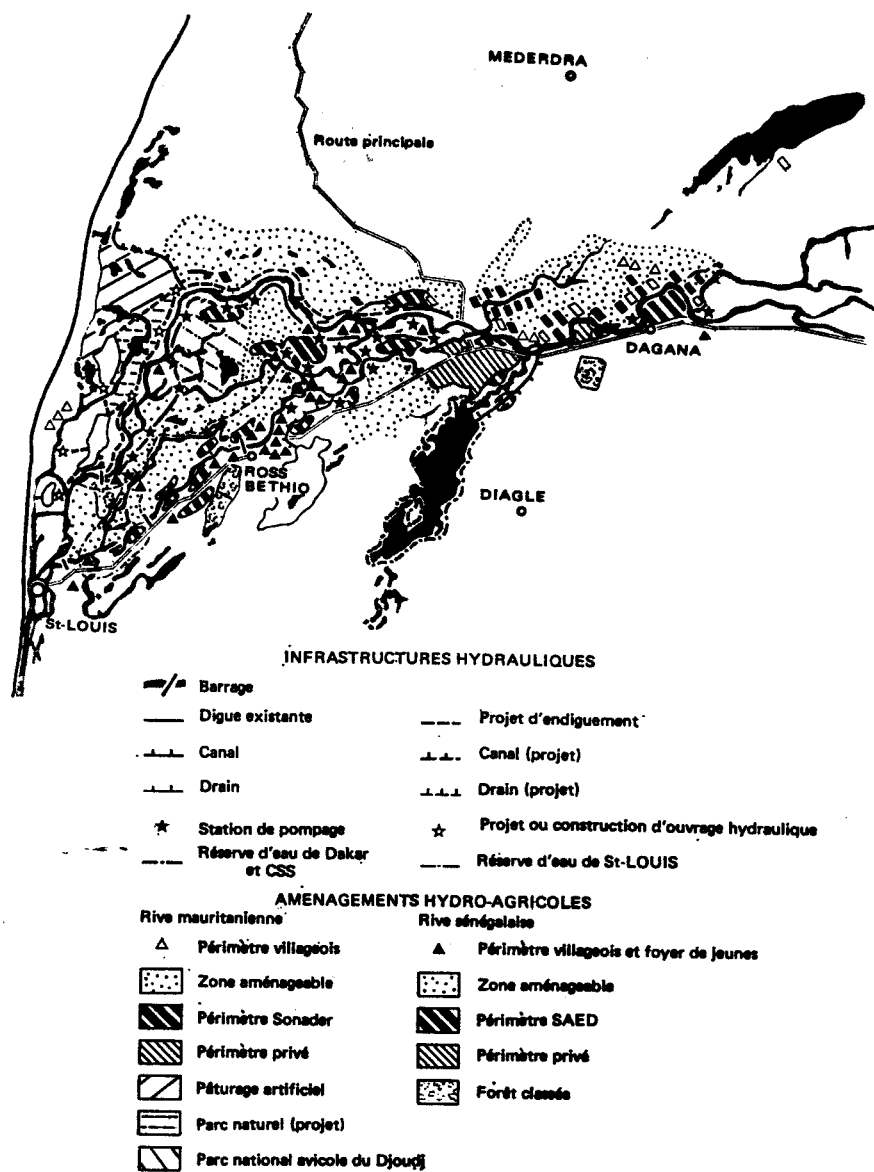 MEDERDRA
Route principale
DAGANA
ROSS
BETHIO
DIAGLE
St-LOUIS
INFRASTRUCTURES HYDRAULIQUES
Barrage
Digue existante
Projet d'endiguement
Canal
Canal (projet)
Drain
Drain (projet)
Station de pompage
Projet ou construction d'ouvrage hydraulique
Réserve d'eau de Dakar
et CSS
Réserve d'eau de St-LOUIS
AMENAGEMENTS HYDRO-AGRICOLES
Rive mauritanienne
Rive sénégalaise
Périmètre villageois
Périmètre villageois et foyer de jeunes
Zone aménageable
Zone aménageable
Périmètre Sonader
Périmètre SAED
Périmètre privé
Périmètre privé
Pâturage artificiel
Forêt classée
Parc naturel (projet)
Parc national avicole du Djoudj